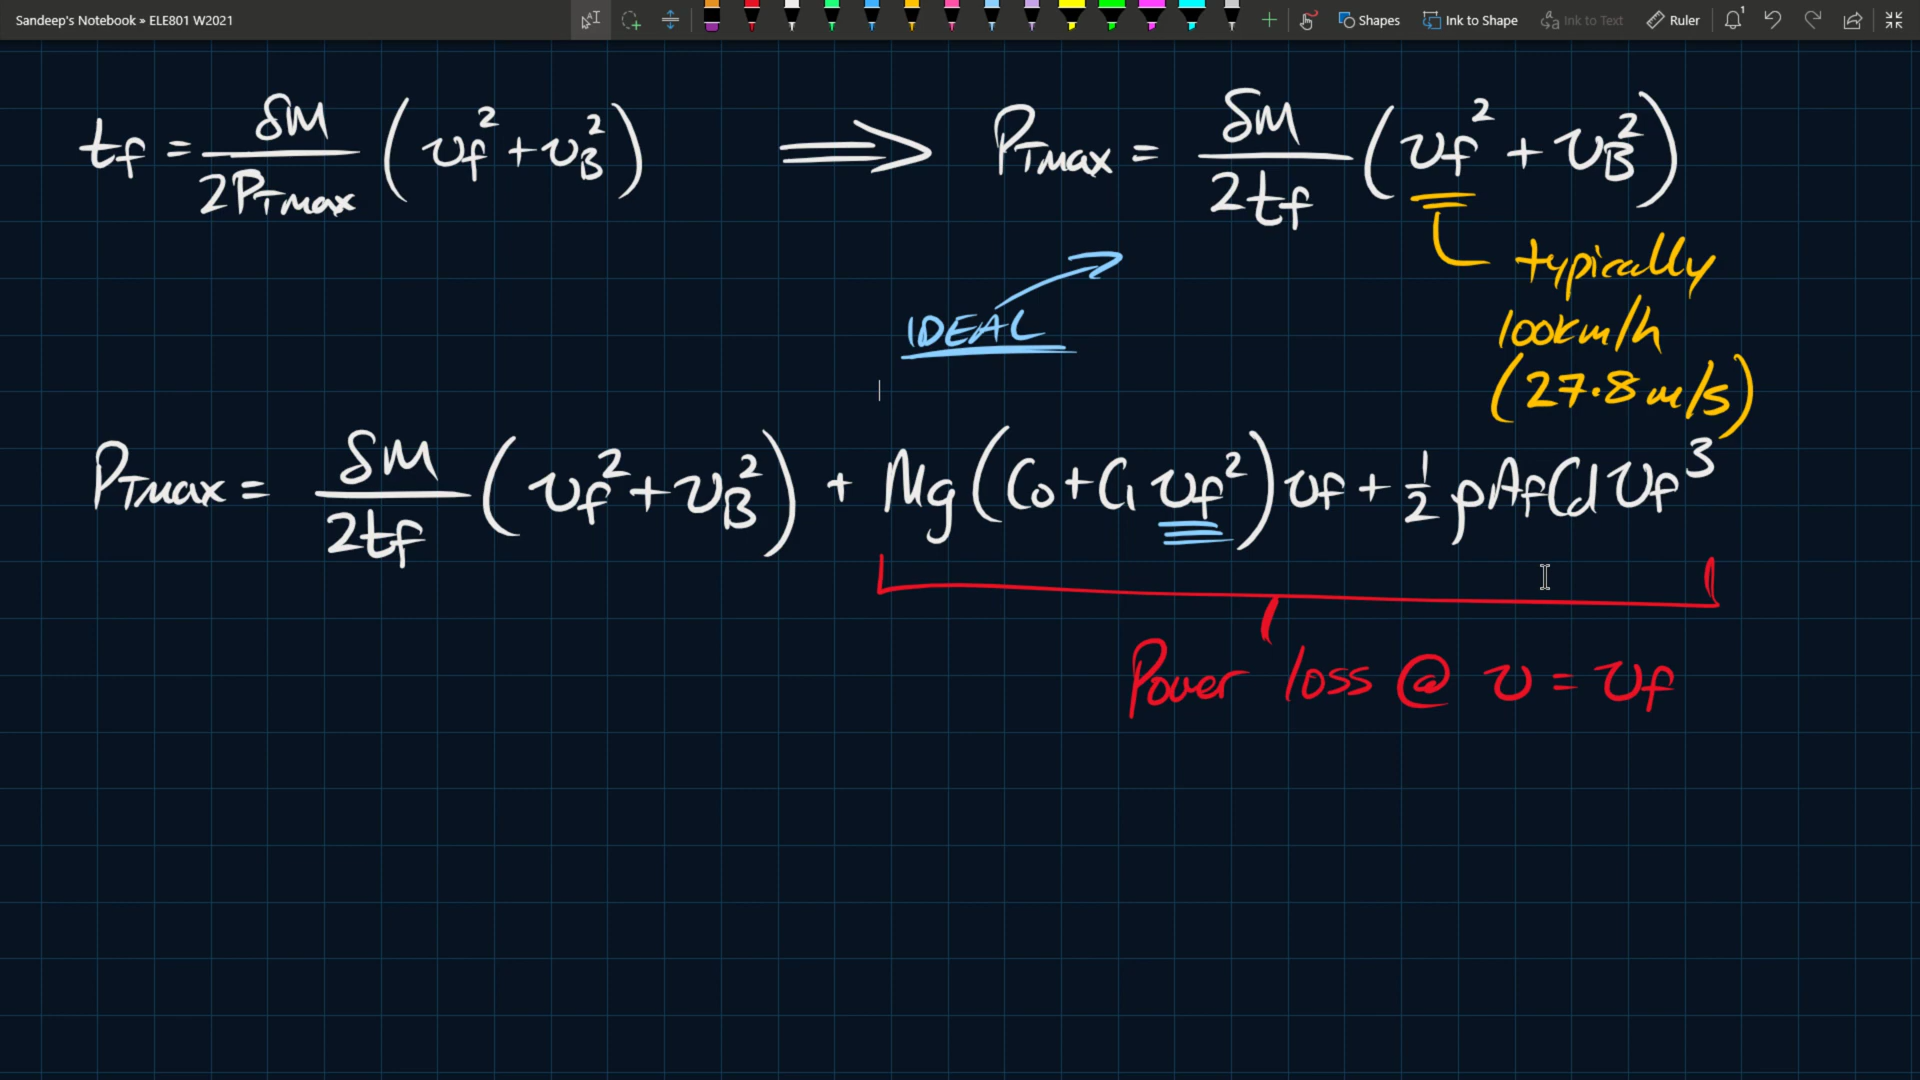 Sandeep's Notebook » ELE801 W2021
Shapes Ink to Shape Ink to Text Ruler 1
tf = δM / 2PTmax (vf² + vB²) ⟹ PTmax = δM / 2tf (vf² + vB²)
typically
100km/h
(27.8 m/s)
IDEAL
PTmax = δM / 2tf (vf² + vB²) + Mg(C0 + C1 vf²)vf + 1/2 ρAfCd vf³
Power loss @ v = vf